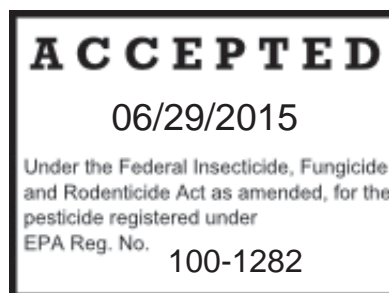 ACCEPTED
06/29/2015
Under the Federal Insecticide, Fungicide
and Rodenticide Act as amended, for the
pesticide registered under
EPA Reg. No. 100-1282